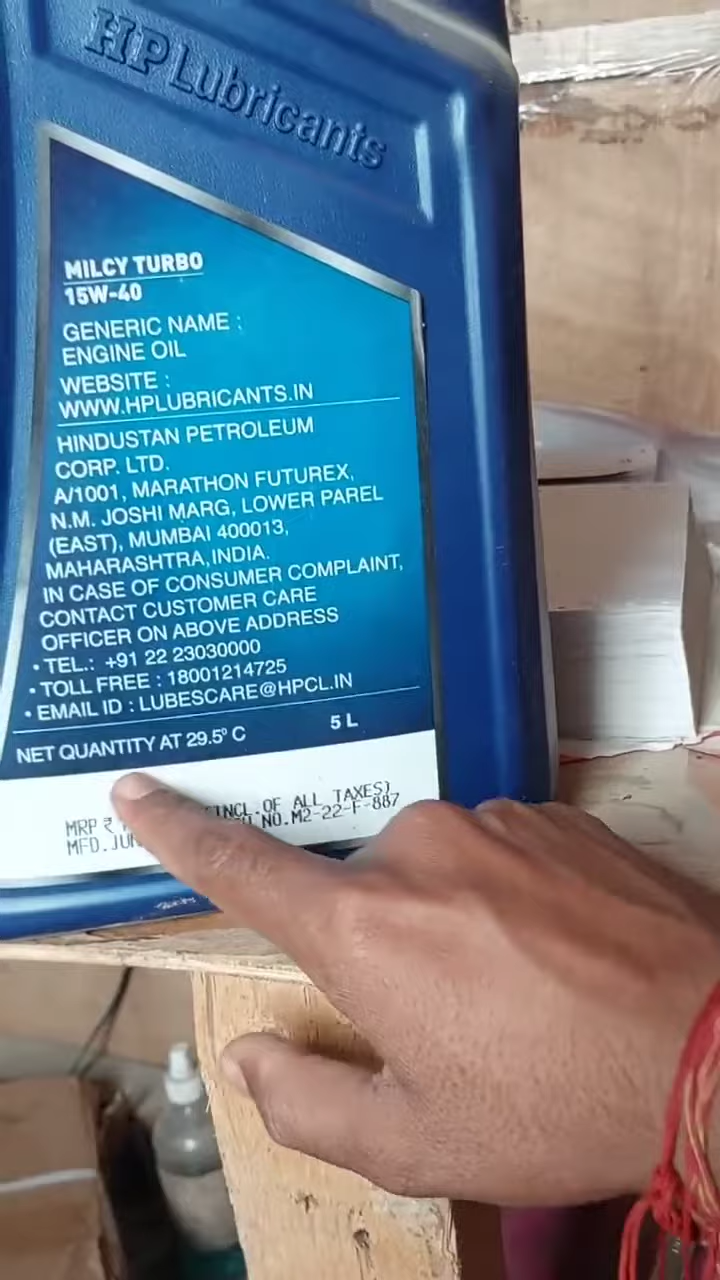 HP Lubricants
MILCY TURBO
15W-40
GENERIC NAME :
ENGINE OIL
WEBSITE :
WWW.HPLUBRICANTS.IN
HINDUSTAN PETROLEUM
CORP. LTD.
A/1001, MARATHON FUTUREX,
N.M. JOSHI MARG, LOWER PAREL
(EAST), MUMBAI 400013,
MAHARASHTRA, INDIA.
IN CASE OF CONSUMER COMPLAINT,
CONTACT CUSTOMER CARE
OFFICER ON ABOVE ADDRESS
• TEL.: +91 22 23030000
• TOLL FREE : 18001214725
• EMAIL ID : LUBESCARE@HPCL.IN
NET QUANTITY AT 29.5º C 5 L
MRP ₹ (INCL.OF ALL TAXES)
MFD.JUN NO.M2-22-F-887